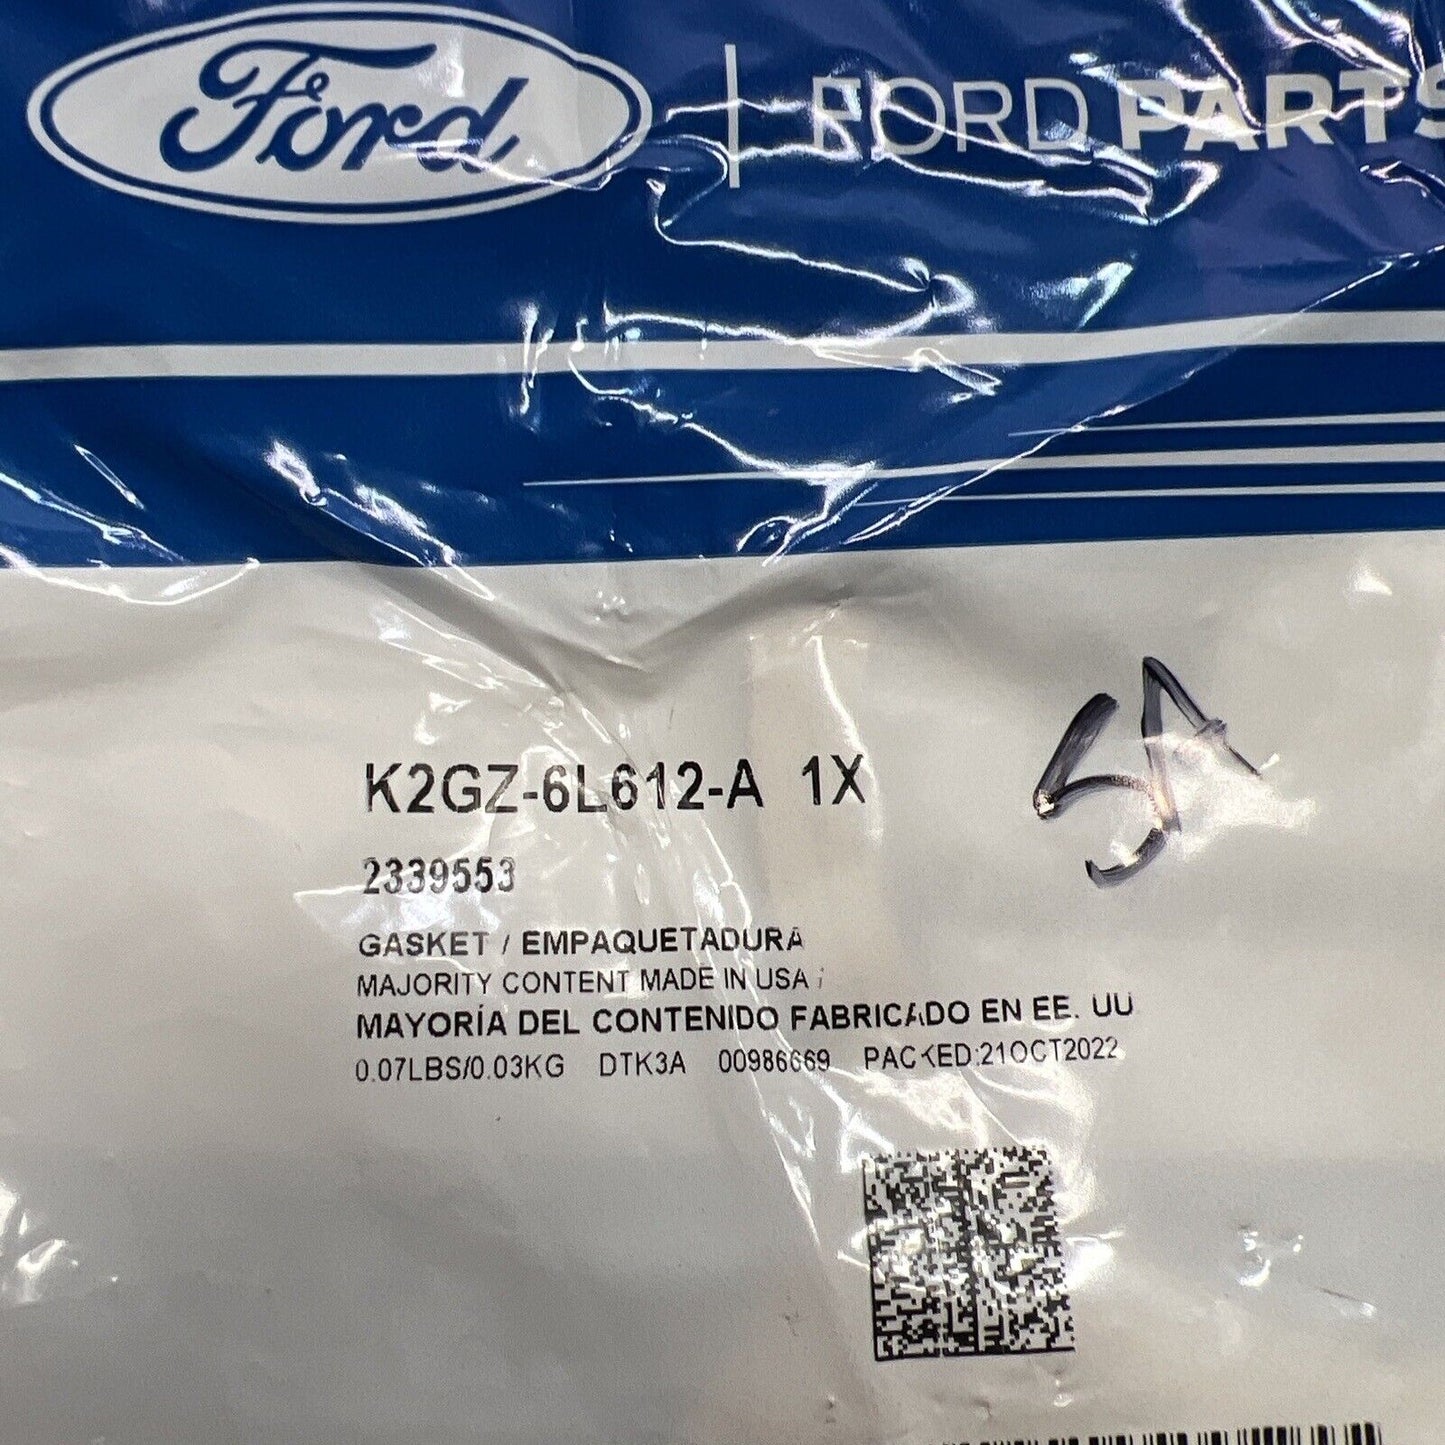 Ford | FORD PARTS
K2GZ-6L612-A 1X
2339553
GASKET / EMPAQUETADURA
MAJORITY CONTENT MADE IN USA /
MAYORÍA DEL CONTENIDO FABRICADO EN EE. UU
0.07LBS/0.03KG DTK3A 00986669 PACKED:21OCT2022